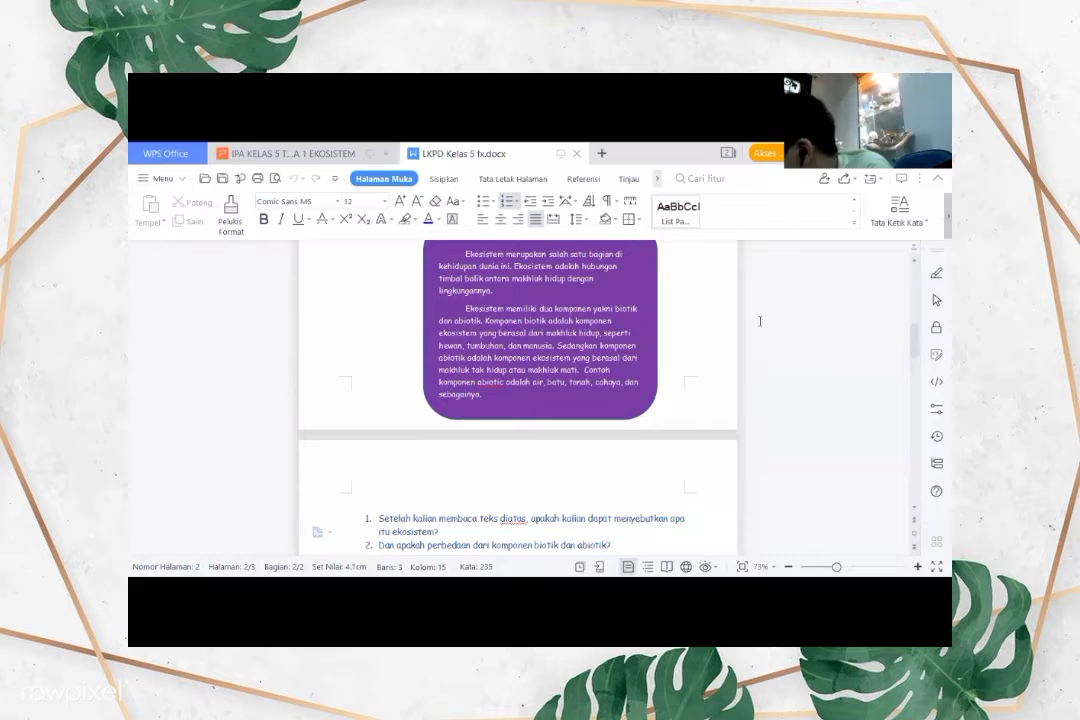 WPS Office
IPA KELAS 5 T...A 1 EKOSISTEM
LKPD Kelas 5 fx.docx
2
Akses
Menu
Halaman Muka
Sisipkan
Tata Letak Halaman
Referensi
Tinjau
Cari fitur
Tempel
Potong
Salin
Pelukis
Format
Comic Sans MS
12
AaBbCcI
List Pa...
Tata Ketik Kata
Ekosistem merupakan salah satu bagian di
kehidupan dunia ini. Ekosistem adalah hubungan
timbal balik antara makhluk hidup dengan
lingkungannya.
Ekosistem memiliki dua komponen yakni biotik
dan abiotik. Komponen biotik adalah komponen
ekosistem yang berasal dari makhluk hidup, seperti
hewan, tumbuhan, dan manusia. Sedangkan komponen
abiotik adalah komponen ekosistem yang berasal dari
makhluk tak hidup atau makhluk mati. Contoh
komponen abiotic adalah air, batu, tanah, cahaya, dan
sebagainya.
1. Setelah kalian membaca teks diatas, apakah kalian dapat menyebutkan apa
itu ekosistem?
2. Dan apakah perbedaan dari komponen biotik dan abiotik?
Nomor Halaman: 2 Halaman: 2/3 Bagian: 2/2 Set Nilai: 4.1cm Baris: 3 Kolom: 15 Kata: 235
73%
rawpixel